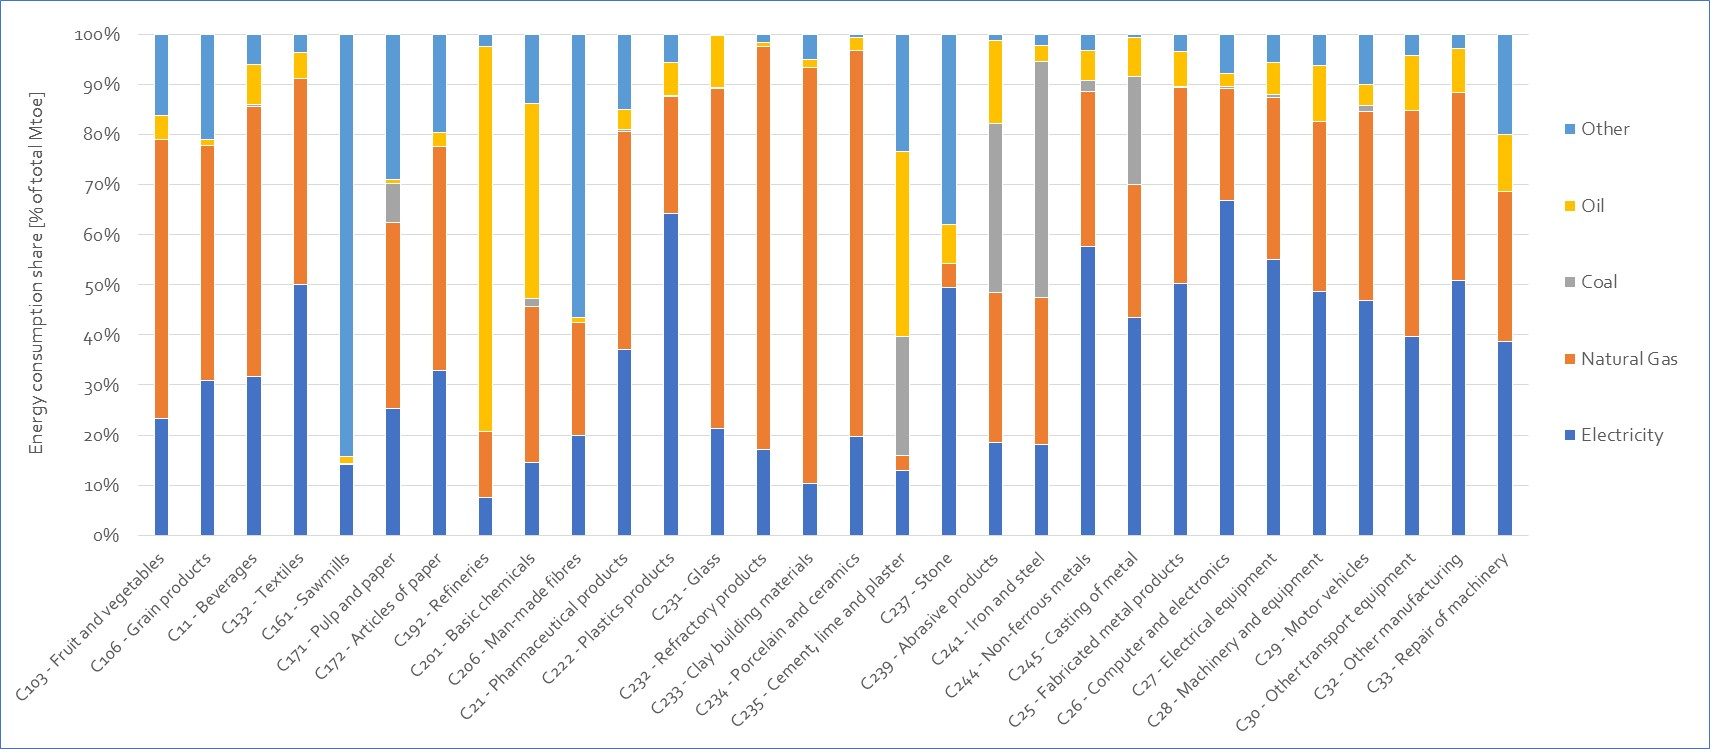 Energy consumption share [% of total Mtoe]
100%
90%
80%
70%
60%
50%
40%
30%
20%
10%
0%
C103 - Fruit and vegetables
C106 - Grain products
C11 - Beverages
C132 - Textiles
C161 - Sawmills
C171 - Pulp and paper
C172 - Articles of paper
C192 - Refineries
C201 - Basic chemicals
C206 - Man-made fibres
C21 - Pharmaceutical products
C222 - Plastics products
C231 - Glass
C232 - Refractory products
C233 - Clay building materials
C234 - Porcelain and ceramics
C235 - Cement, lime and plaster
C237 - Stone
C239 - Abrasive products
C241 - Iron and steel
C244 - Non-ferrous metals
C245 - Casting of metal
C25 - Fabricated metal products
C26 - Computer and electronics
C27 - Electrical equipment
C28 - Machinery and equipment
C29 - Motor vehicles
C30 - Other transport equipment
C32 - Other manufacturing
C33 - Repair of machinery
Other
Oil
Coal
Natural Gas
Electricity